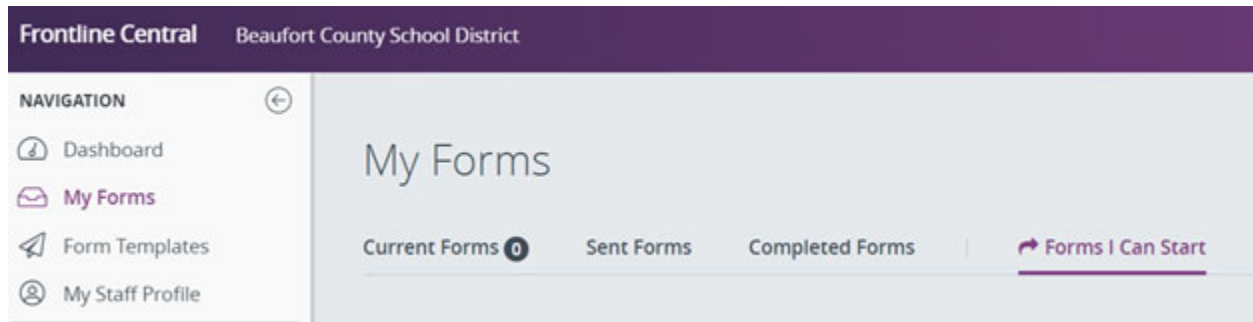 Frontline Central Beaufort County School District
NAVIGATION
Dashboard
My Forms
Form Templates
My Staff Profile
My Forms
Current Forms 0 Sent Forms Completed Forms Forms I Can Start